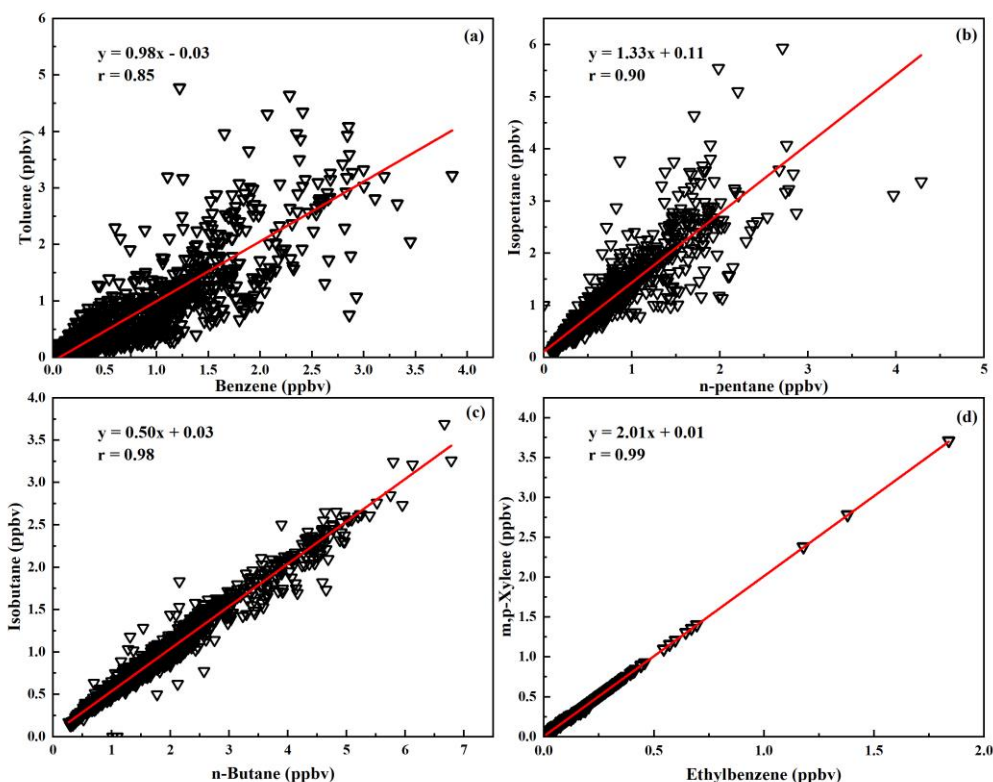 (a)
y = 0.98x - 0.03
r = 0.85
Toluene (ppbv)
6
5
4
3
2
1
0
0.0 0.5 1.0 1.5 2.0 2.5 3.0 3.5 4.0
Benzene (ppbv)
(b)
y = 1.33x + 0.11
r = 0.90
Isopentane (ppbv)
6
5
4
3
2
1
0
0 1 2 3 4 5
n-pentane (ppbv)
(c)
y = 0.50x + 0.03
r = 0.98
Isobutane (ppbv)
4.0
3.5
3.0
2.5
2.0
1.5
1.0
0.5
0.0
0 1 2 3 4 5 6 7
n-Butane (ppbv)
(d)
y = 2.01x + 0.01
r = 0.99
m,p-Xylene (ppbv)
4.0
3.5
3.0
2.5
2.0
1.5
1.0
0.5
0.0
0.0 0.5 1.0 1.5 2.0
Ethylbenzene (ppbv)